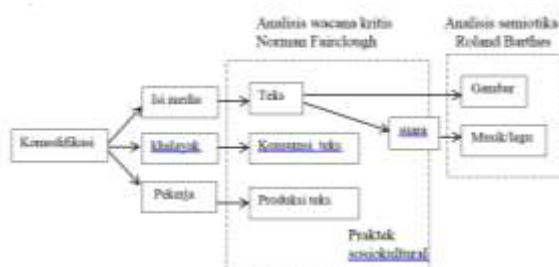 Analisis wacana kritis
Norman Fairclough
Analisis semiotika
Roland Barthes
Isi media
Teks
Gambar
Komodifikasi
khalayak
Konsumsi teks
suara
Musik/lagu
Pekerja
Produksi teks
Praktek
sosiokultural